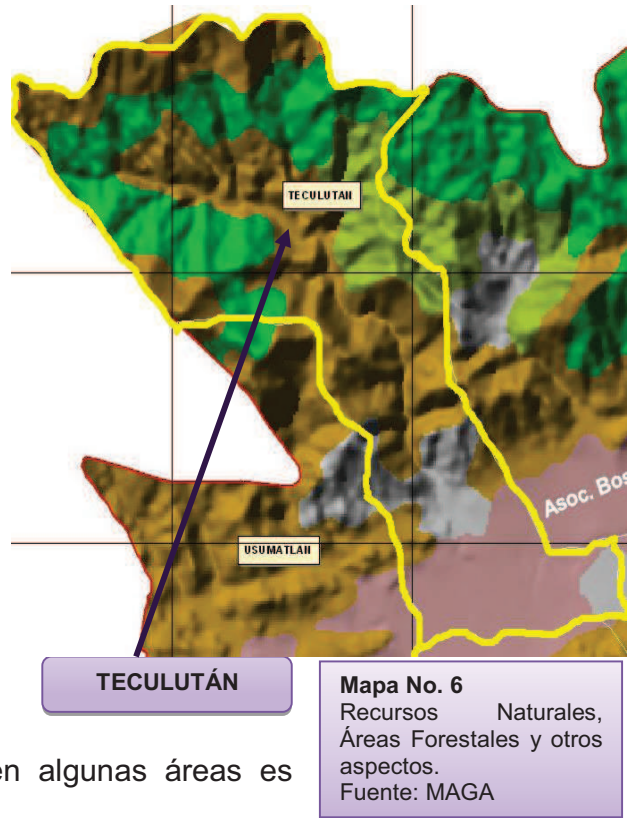 TECULUTAN
Asoc. Bos
USUMATLAN
TECULUTÁN
Mapa No. 6
Recursos Naturales,
Áreas Forestales y otros
aspectos.
Fuente: MAGA
en algunas áreas es